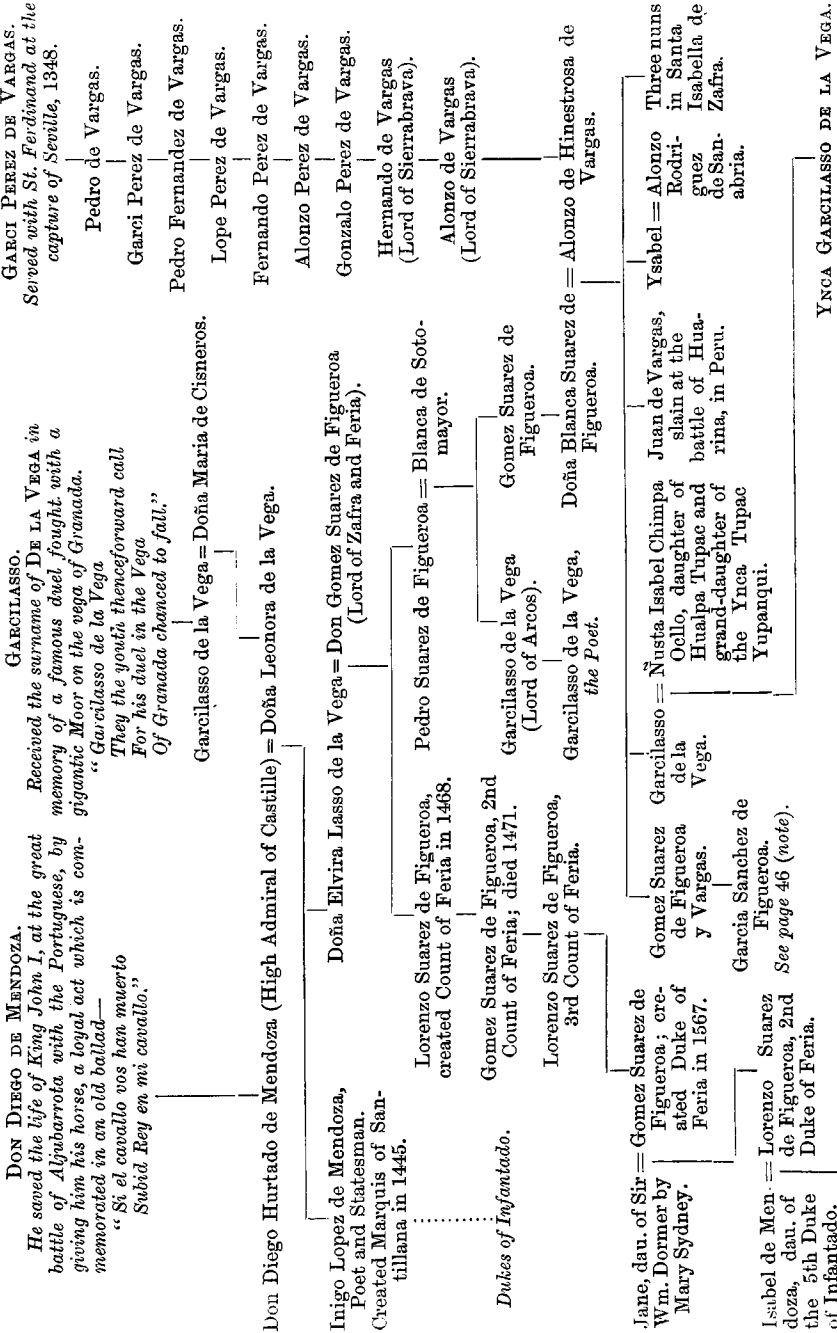 DON DIEGO DE MENDOZA.
He saved the life of King John I, at the great
battle of Aljubarrota with the Portuguese, by
giving him his horse, a loyal act which is com-
memorated in an old ballad—
“Si el cavallo vos han muerto
Subid Rey en mi cavallo.”
GARCILASSO.
Received the surname of DE LA VEGA in
memory of a famous duel fought with a
gigantic Moor on the vega of Granada.
“Garcilasso de la Vega
They the youth thenceforward call
For his duel in the Vega
Of Granada chanced to fall.”
GARCI PEREZ DE VARGAS.
Served with St. Ferdinand at the
capture of Seville, 1348.
Pedro de Vargas.
Garci Perez de Vargas.
Pedro Fernandez de Vargas.
Lope Perez de Vargas.
Fernando Perez de Vargas.
Alonzo Perez de Vargas.
Gonzalo Perez de Vargas.
Hernando de Vargas
(Lord of Sierrabrava).
Alonzo de Vargas
(Lord of Sierrabrava).
Garcilasso de la Vega = Doña Maria de Cisneros.
Don Diego Hurtado de Mendoza (High Admiral of Castille) = Doña Leonora de la Vega.
Inigo Lopez de Mendoza,
Poet and Statesman.
Created Marquis of San-
tillana in 1445.
Dukes of Infantado.
Doña Elvira Lasso de la Vega = Don Gomez Suarez de Figueroa
(Lord of Zafra and Feria).
Lorenzo Suarez de Figueroa,
created Count of Feria in 1468.
Gomez Suarez de Figueroa, 2nd
Count of Feria; died 1471.
Lorenzo Suarez de Figueroa,
3rd Count of Feria.
Pedro Suarez de Figueroa = Blanca de Soto-
mayor.
Garcilasso de la Vega
(Lord of Arcos).
Garcilasso de la Vega,
the Poet.
Gomez Suarez de
Figueroa.
Doña Blanca Suarez de = Alonzo de Hinestrosa de
Figueroa. Vargas.
Jane, dau. of Sir = Gomez Suarez de
Wm. Dormer by Figueroa; cre-
Mary Sydney. ated Duke of
Feria in 1567.
Isabel de Men- = Lorenzo Suarez
doza, dau. of de Figueroa, 2nd
the 5th Duke Duke of Feria.
of Infantado.
Gomez Suarez
de Figueroa
y Vargas.
Garcia Sanchez de
Figueroa.
See page 46 (note).
Garcilasso = Ñusta Isabel Chimpa
de la Ocllo, daughter of
Vega. Hualpa Tupac and
grand-daughter of
the Ynca Tupac
Yupanqui.
Juan de Vargas,
slain at the
battle of Hua-
rina, in Peru.
Ysabel = Alonzo
Rodri-
guez
de San-
abria.
Three nuns
in Santa
Isabella de
Zafra.
YNCA GARCILASSO DE LA VEGA.